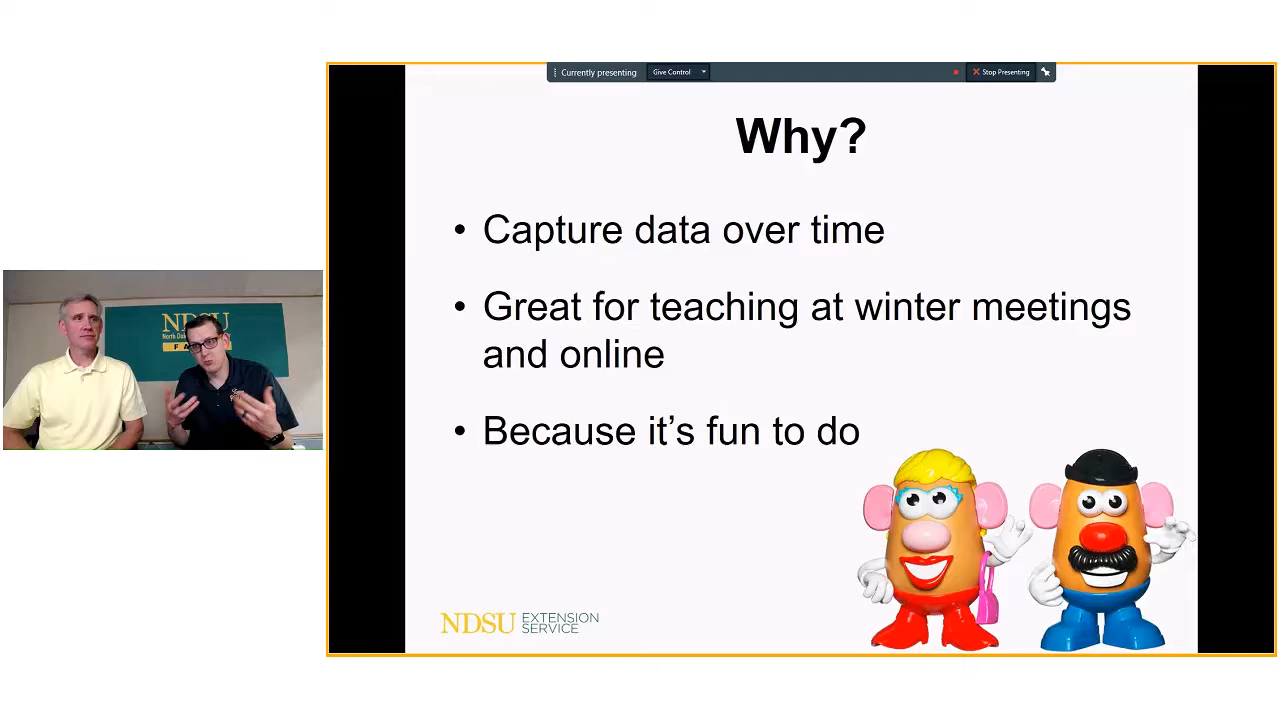 Currently presenting
Give Control
Stop Presenting
Why?
• Capture data over time
• Great for teaching at winter meetings
and online
• Because it's fun to do
NDSU EXTENSION
SERVICE
NDSU